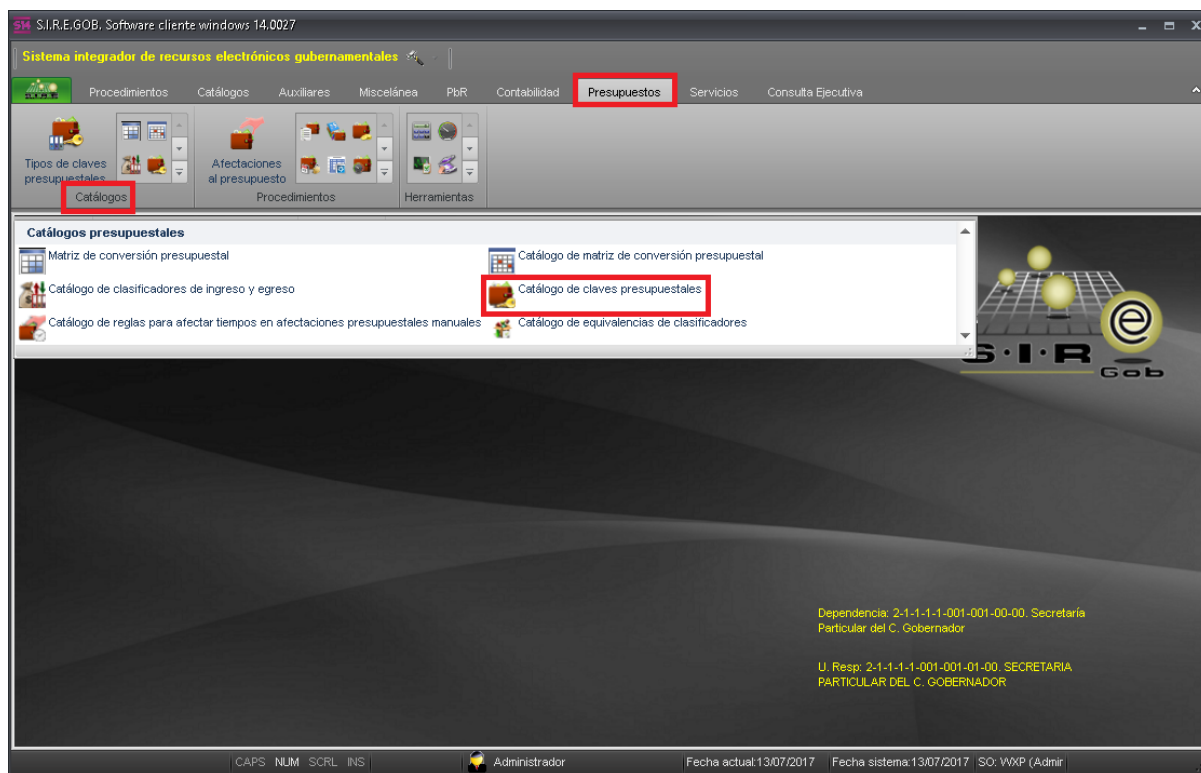 S14 S.I.R.E.GOB. Software cliente windows 14.0027
Sistema integrador de recursos electrónicos gubernamentales
Procedimientos Catálogos Auxiliares Miscelánea PbR Contabilidad Presupuestos Servicios Consulta Ejecutiva
Tipos de claves
presupuestales
Afectaciones
al presupuesto
Catálogos Procedimientos Herramientas
Catálogos presupuestales
Matriz de conversión presupuestal
Catálogo de matriz de conversión presupuestal
Catálogo de clasificadores de ingreso y egreso
Catálogo de claves presupuestales
Catálogo de reglas para afectar tiempos en afectaciones presupuestales manuales
Catálogo de equivalencias de clasificadores
S·I·R e
Gob
Dependencia: 2-1-1-1-1-001-001-00-00. Secretaría
Particular del C. Gobernador
U. Resp: 2-1-1-1-1-001-001-01-00. SECRETARIA
PARTICULAR DEL C. GOBERNADOR
CAPS NUM SCRL INS Administrador Fecha actual:13/07/2017 Fecha sistema:13/07/2017 SO: WXP (Admir